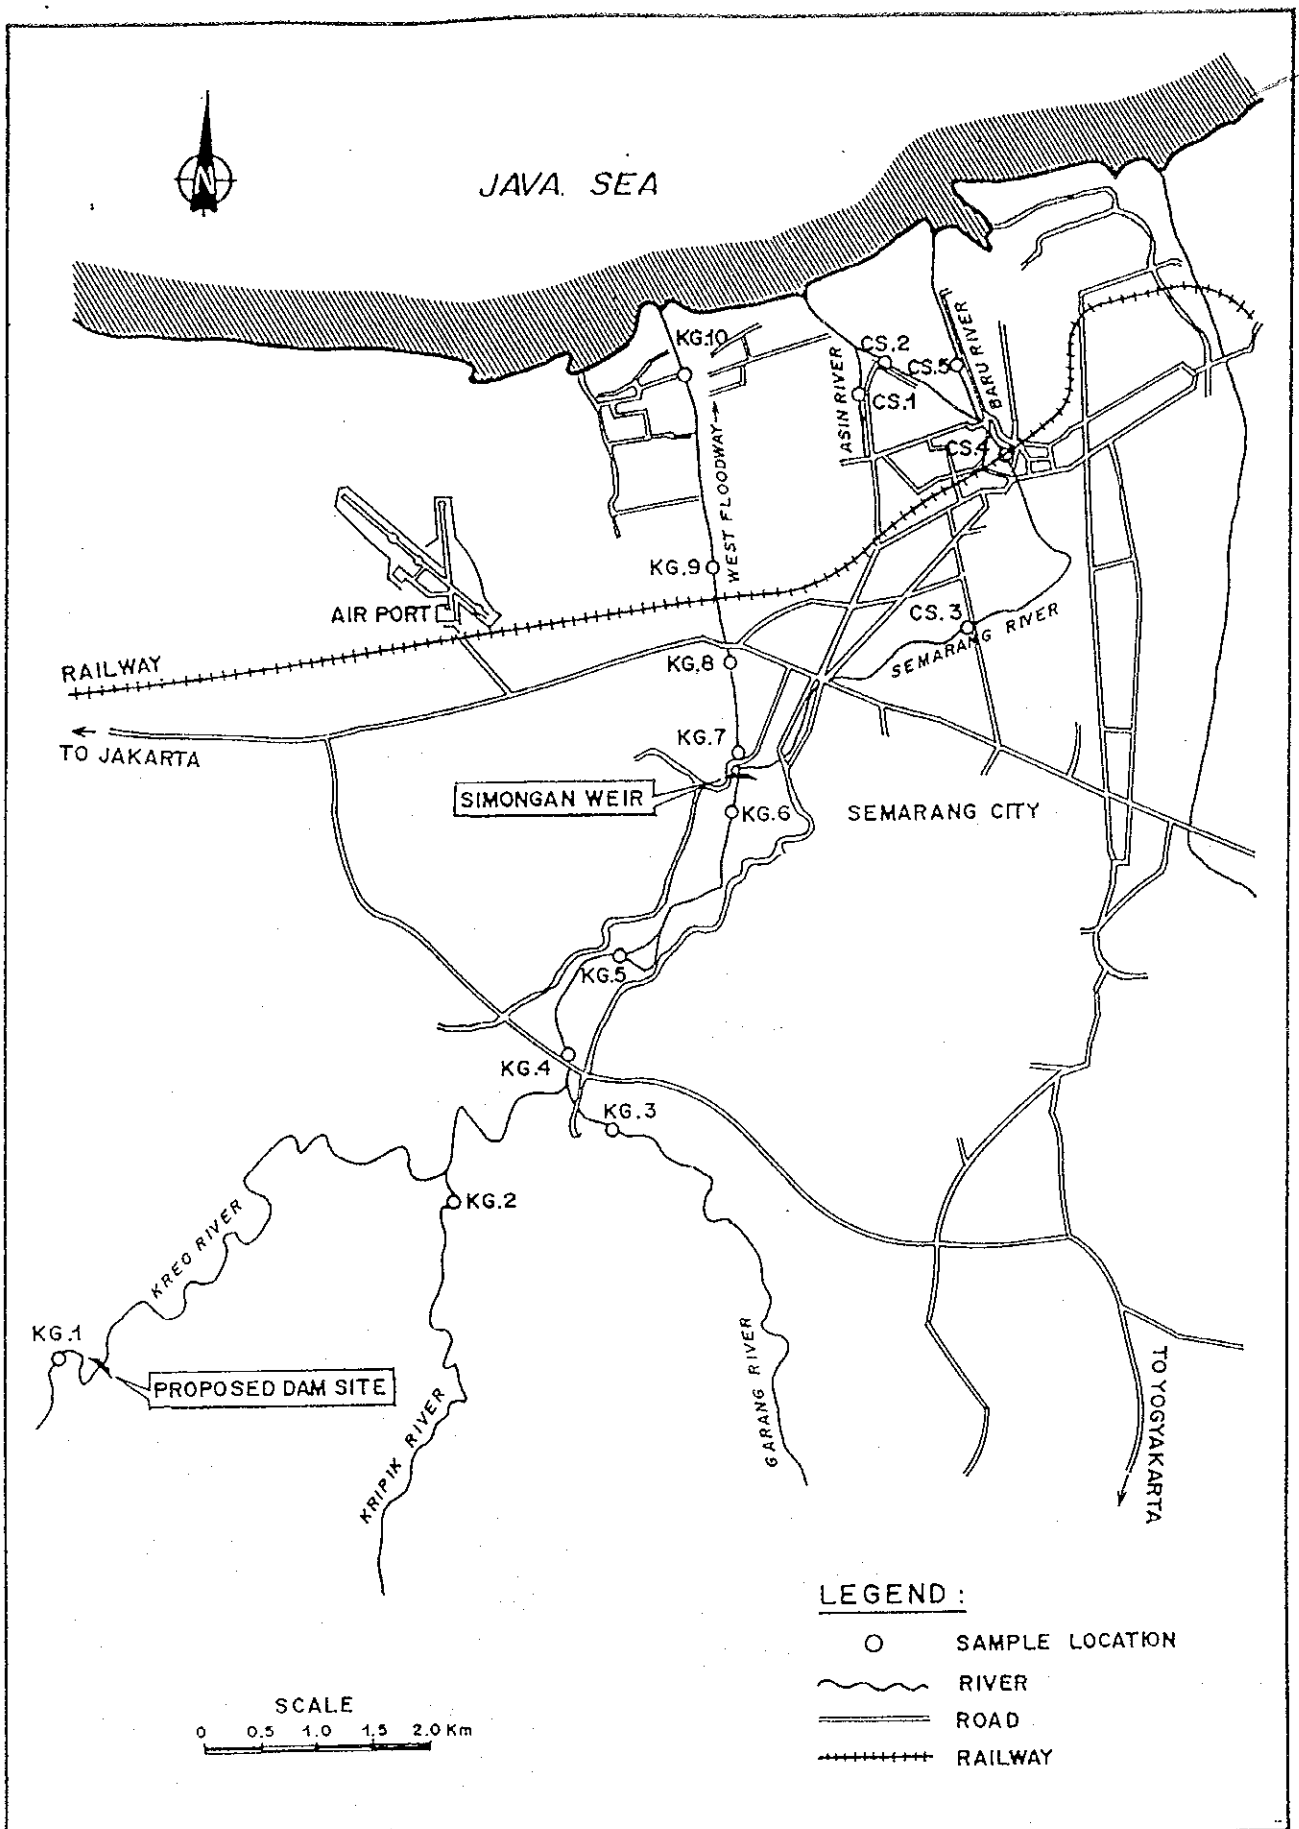 N
JAVA. SEA
KG.10
CS.2
CS.5
BARU RIVER
ASIN RIVER
CS.1
CS.4
WEST FLOODWAY
KG.9
AIR PORT
CS.3
SEMARANG RIVER
RAILWAY
KG.8
TO JAKARTA
KG.7
SIMONGAN WEIR
KG.6
SEMARANG CITY
KG.5
KG.4
KG.3
KG.2
KREO RIVER
KG.1
PROPOSED DAM SITE
KRIPIK RIVER
GARANG RIVER
TO YOGYAKARTA
LEGEND :
SAMPLE LOCATION
RIVER
ROAD
RAILWAY
SCALE
0 0.5 1.0 1.5 2.0 Km